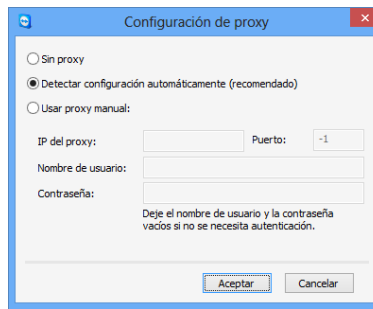 Configuración de proxy
Sin proxy
Detectar configuración automáticamente (recomendado)
Usar proxy manual:
IP del proxy: Puerto: -1
Nombre de usuario:
Contraseña:
Deje el nombre de usuario y la contraseña
vacíos si no se necesita autenticación.
Aceptar Cancelar